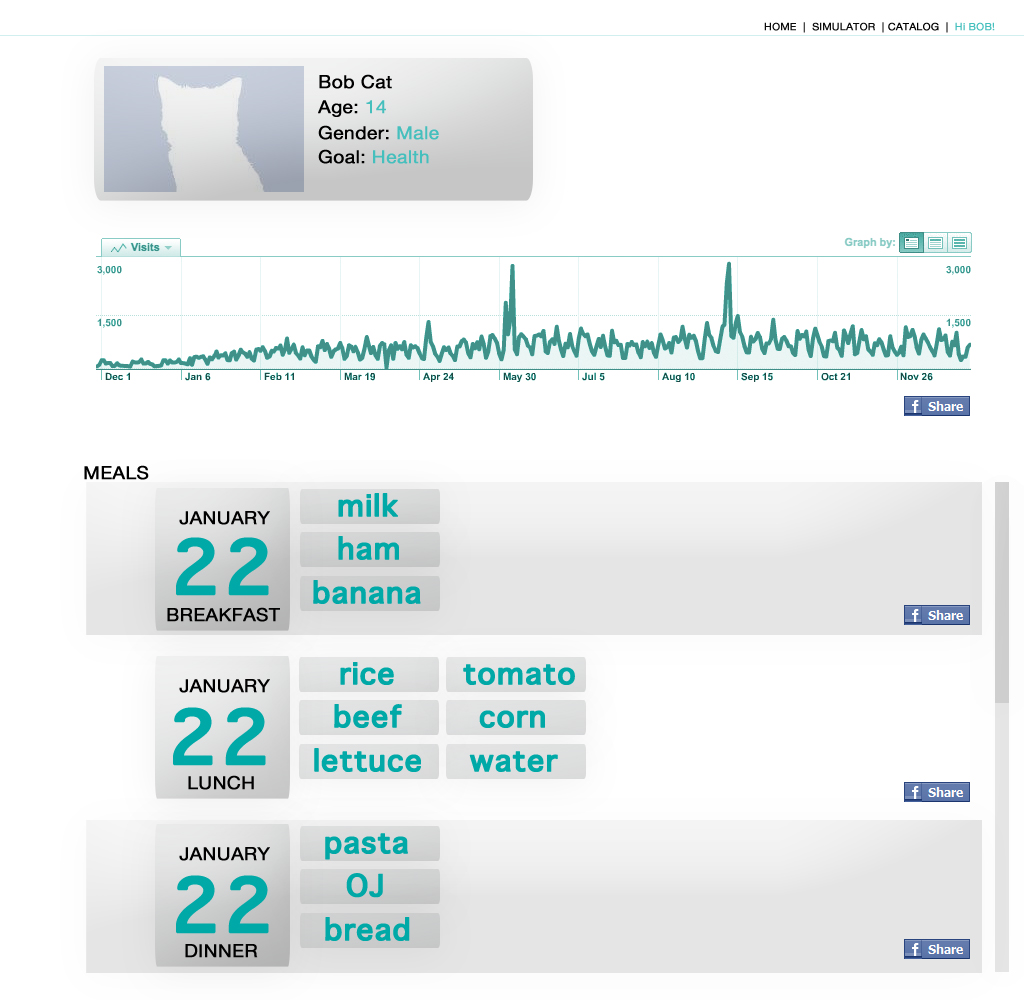 HOME | SIMULATOR | CATALOG | Hi BOB!
Bob Cat
Age: 14
Gender: Male
Goal: Health
Visits
Graph by:
3,000 3,000
1,500 1,500
Dec 1 Jan 6 Feb 11 Mar 19 Apr 24 May 30 Jul 5 Aug 10 Sep 15 Oct 21 Nov 26
f Share
MEALS
JANUARY
22
BREAKFAST
milk
ham
banana
f Share
JANUARY
22
LUNCH
rice tomato
beef corn
lettuce water
f Share
JANUARY
22
DINNER
pasta
OJ
bread
f Share